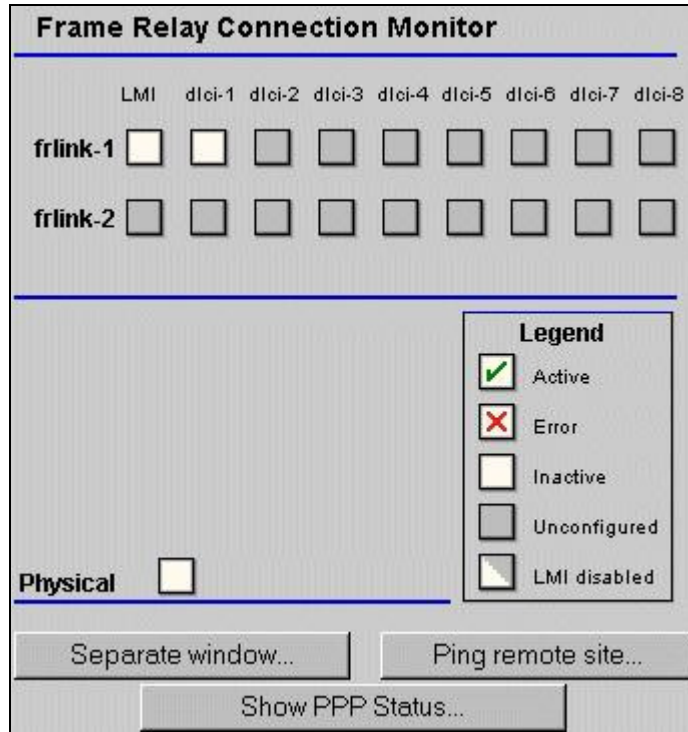 Frame Relay Connection Monitor
LMI dlci-1 dlci-2 dlci-3 dlci-4 dlci-5 dlci-6 dlci-7 dlci-8
frlink-1
frlink-2
Legend
Active
Error
Inactive
Unconfigured
LMI disabled
Physical
Separate window... Ping remote site...
Show PPP Status...